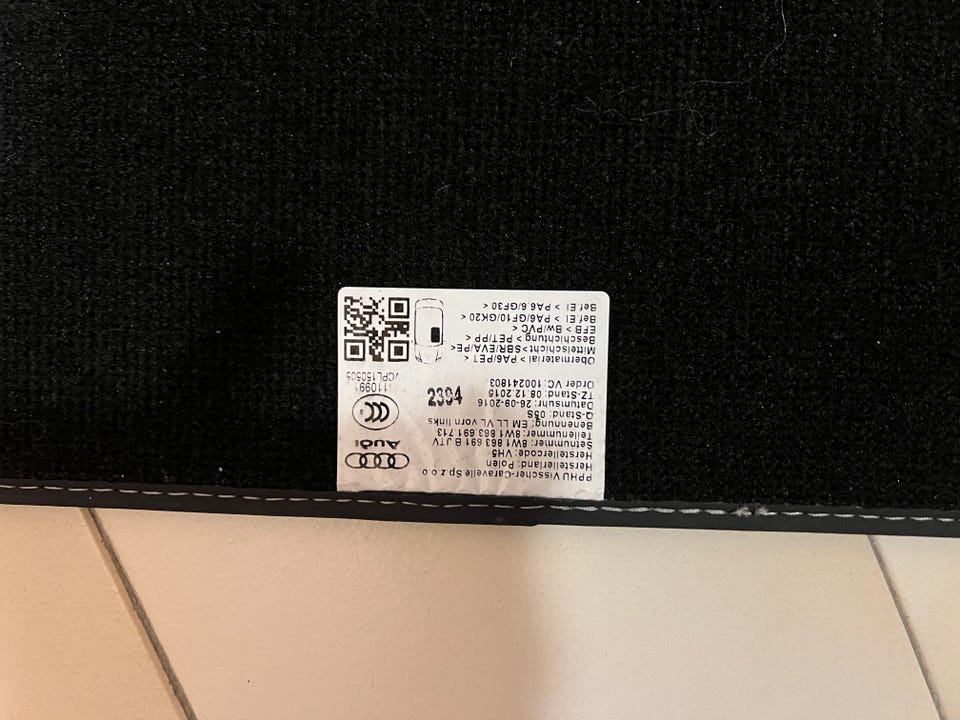 PPHU Visscher-Caravelle Sp.z.o.o
Herstellerland: Polen
Herstellercode: VH5
Setnummer: 8W1 863 691 B JTV
Teilenummer: 8W1 863 691 713
Benennung: EM LL VL vorn links
Q-Stand: 03S
Datumsuhr: 26-09-2016
TZ-Stand: 08.12.2015
Order VC: 100241803
Obermaterial > PA6/PET <
Mittelschicht >SBR/EVA/PE<
Beschichtung > PET/PP <
EFB > Bw/PVC <
Bef.El. > PA6/GF10/GK20 <
Bef.El > PA6.6/GF30 <
Audi
CCC
2394